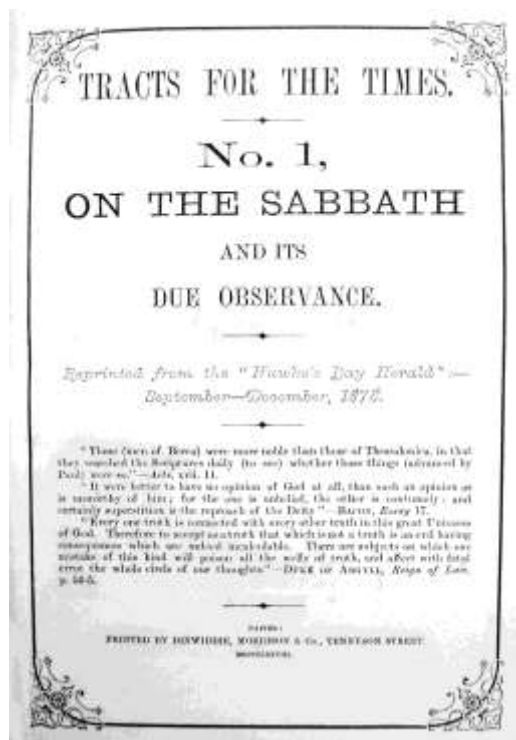 TRACTS FOR THE TIMES.
No. 1,
ON THE SABBATH
AND ITS
DUE OBSERVANCE.
Reprinted from the "Hawke's Bay Herald":—
September—December, 1878.
"These (men of Berea) were more noble than those of Thessalonica, in that
they searched the Scriptures daily (to see) whether those things (advanced by
Paul) were so."—Acts, xvii. 11.
"It were better to have no opinion of God at all, than such an opinion as
is unworthy of him; for the one is unbelief, the other is contumely: and
certainly superstition is the reproach of the Deity."—BACON, Essay 17.
"Every one truth is connected with every other truth in this great Universe
of God. Therefore to accept as a truth that which is not a truth is an evil having
consequences which are indeed incalculable. There are subjects on which one
mistake of this kind will poison all the wells of truth, and affect with fatal
error the whole circle of our thoughts."—DUKE OF ARGYLL, Reign of Law,
p.
NAPIER:
PRINTED BY DINWIDDIE, MORRISON & Co., TENNYSON STREET.